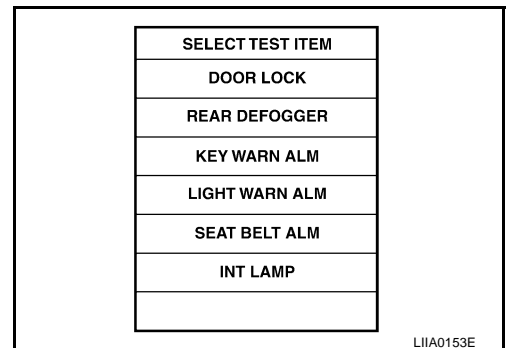 SELECT TEST ITEM
DOOR LOCK
REAR DEFOGGER
KEY WARN ALM
LIGHT WARN ALM
SEAT BELT ALM
INT LAMP
LIIA0153E